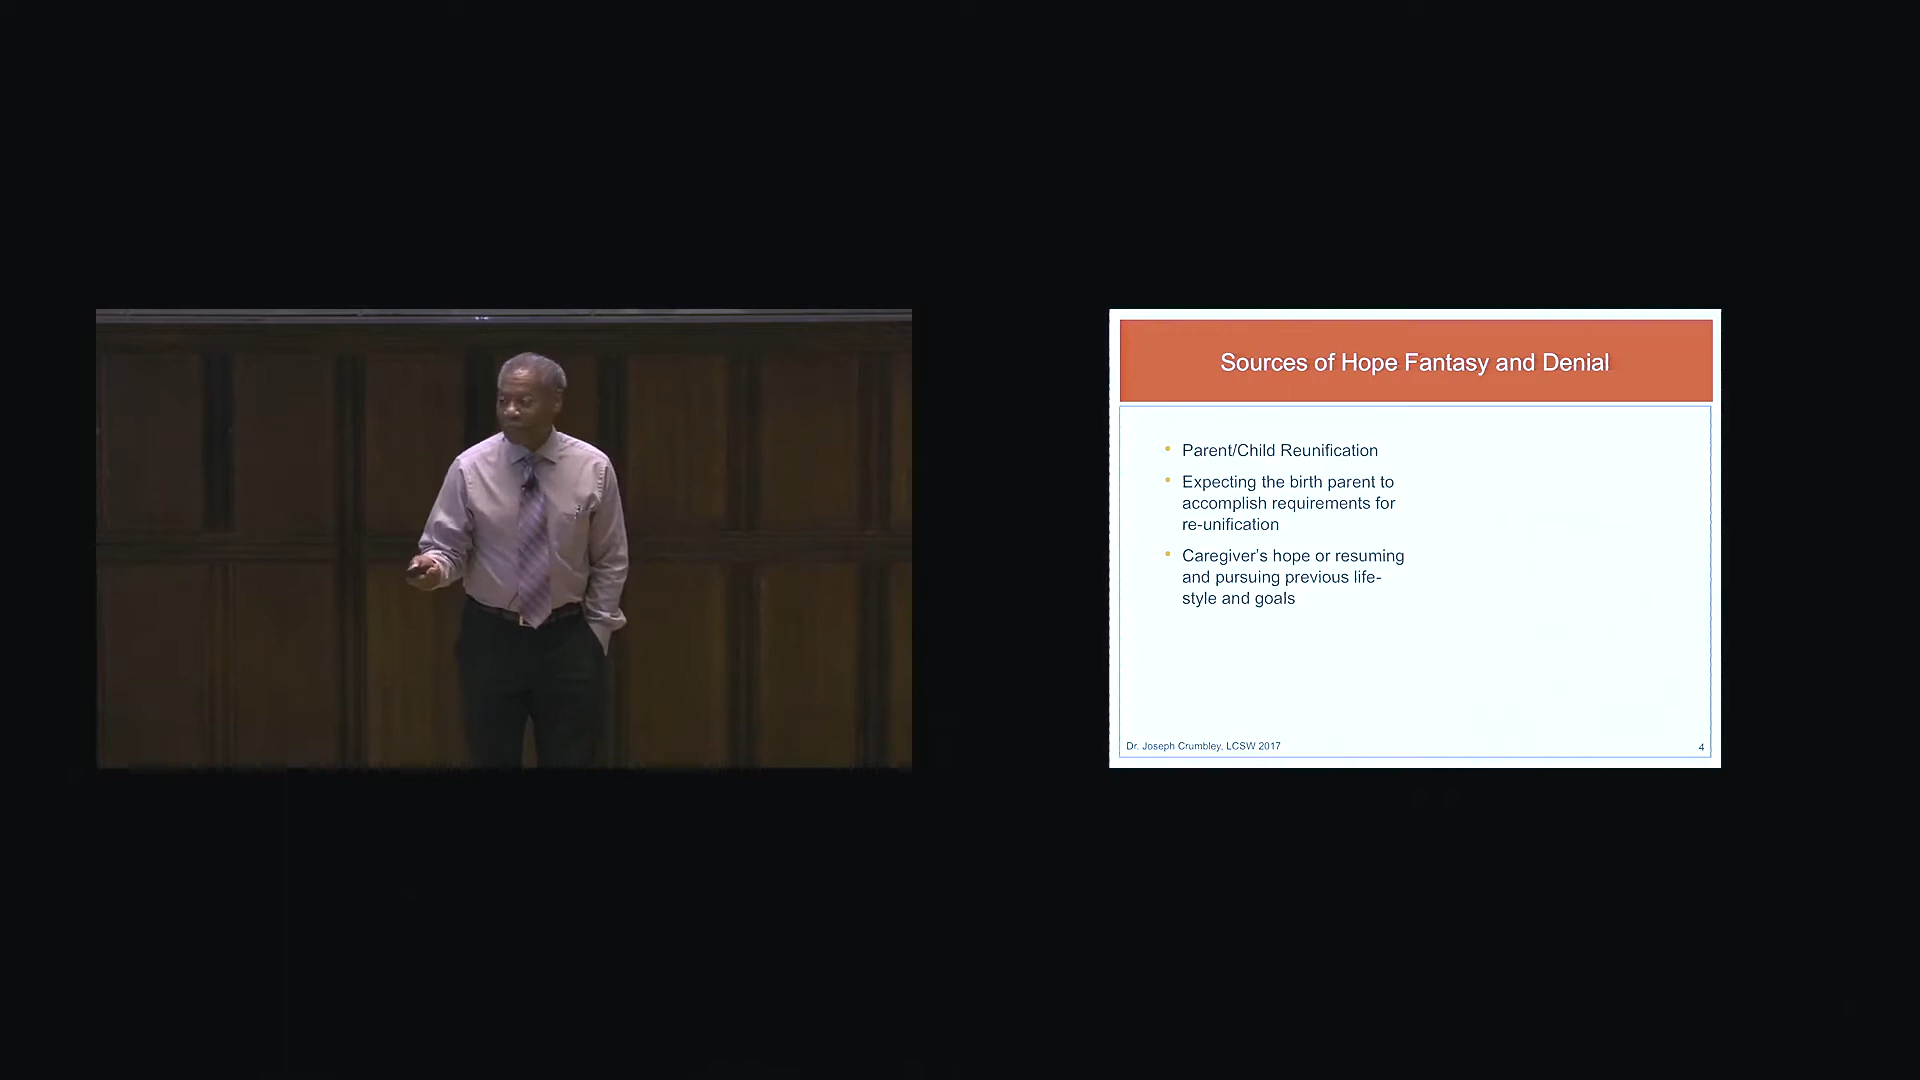 Sources of Hope Fantasy and Denial
• Parent/Child Reunification
• Expecting the birth parent to
accomplish requirements for
re-unification
• Caregiver's hope or resuming
and pursuing previous life-
style and goals
Dr. Joseph Crumbley, LCSW 2017
4